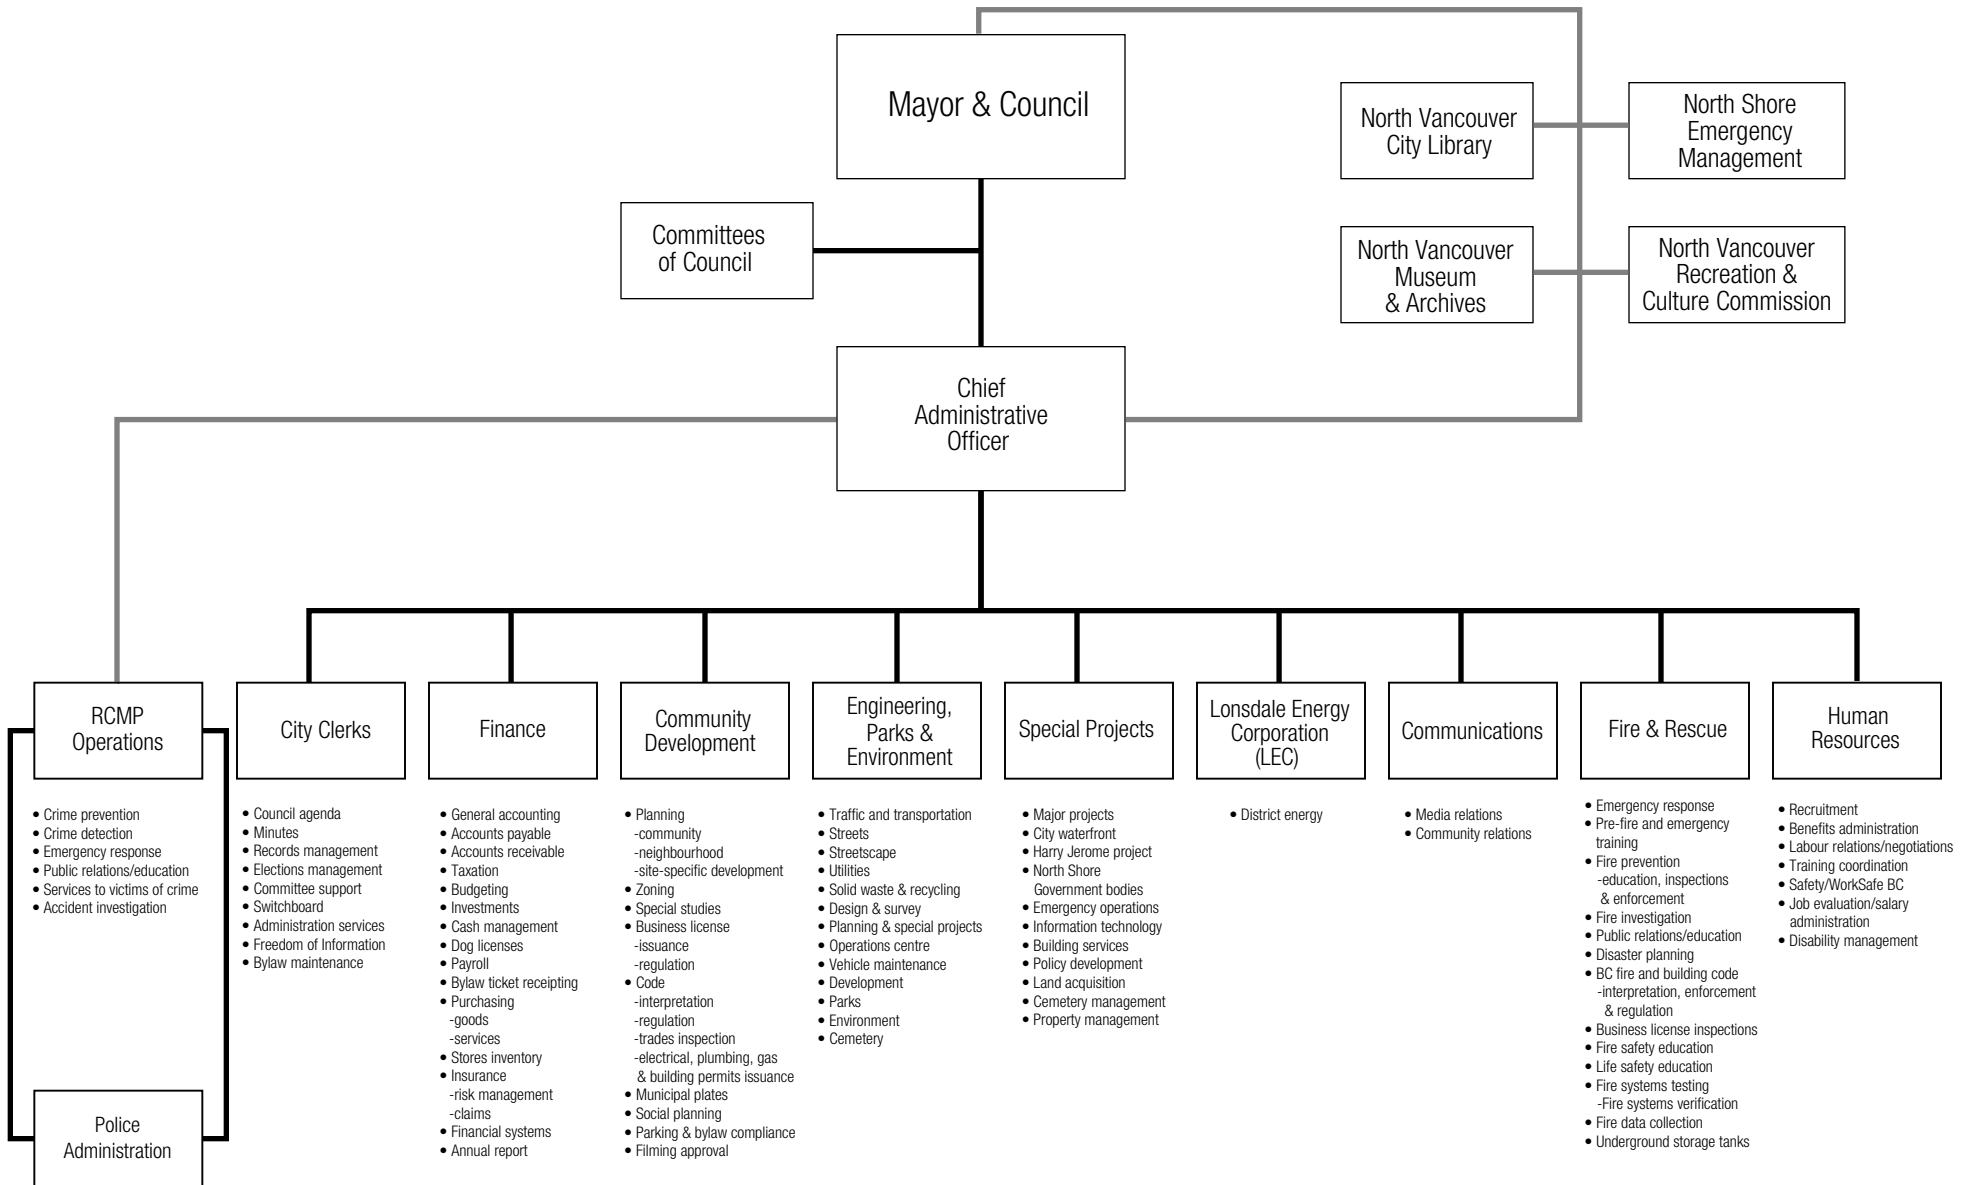 Mayor & Council
North Vancouver
City Library
North Shore
Emergency
Management
Committees
of Council
North Vancouver
Museum
& Archives
North Vancouver
Recreation &
Culture Commission
Chief
Administrative
Officer
RCMP
Operations
• Crime prevention
• Crime detection
• Emergency response
• Public relations/education
• Services to victims of crime
• Accident investigation
Police
Administration
City Clerks
• Council agenda
• Minutes
• Records management
• Elections management
• Committee support
• Switchboard
• Administration services
• Freedom of Information
• Bylaw maintenance
Finance
• General accounting
• Accounts payable
• Accounts receivable
• Taxation
• Budgeting
• Investments
• Cash management
• Dog licenses
• Payroll
• Bylaw ticket receipting
• Purchasing
-goods
-services
• Stores inventory
• Insurance
-risk management
-claims
• Financial systems
• Annual report
Community
Development
• Planning
-community
-neighbourhood
-site-specific development
• Zoning
• Special studies
• Business license
-issuance
-regulation
• Code
-interpretation
-regulation
-trades inspection
-electrical, plumbing, gas
& building permits issuance
• Municipal plates
• Social planning
• Parking & bylaw compliance
• Filming approval
Engineering,
Parks &
Environment
• Traffic and transportation
• Streets
• Streetscape
• Utilities
• Solid waste & recycling
• Design & survey
• Planning & special projects
• Operations centre
• Vehicle maintenance
• Development
• Parks
• Environment
• Cemetery
Special Projects
• Major projects
• City waterfront
• Harry Jerome project
• North Shore
Government bodies
• Emergency operations
• Information technology
• Building services
• Policy development
• Land acquisition
• Cemetery management
• Property management
Lonsdale Energy
Corporation
(LEC)
• District energy
Communications
• Media relations
• Community relations
Fire & Rescue
• Emergency response
• Pre-fire and emergency
training
• Fire prevention
-education, inspections
& enforcement
• Fire investigation
• Public relations/education
• Disaster planning
• BC fire and building code
-interpretation, enforcement
& regulation
• Business license inspections
• Fire safety education
• Life safety education
• Fire systems testing
-Fire systems verification
• Fire data collection
• Underground storage tanks
Human
Resources
• Recruitment
• Benefits administration
• Labour relations/negotiations
• Training coordination
• Safety/WorkSafe BC
• Job evaluation/salary
administration
• Disability management